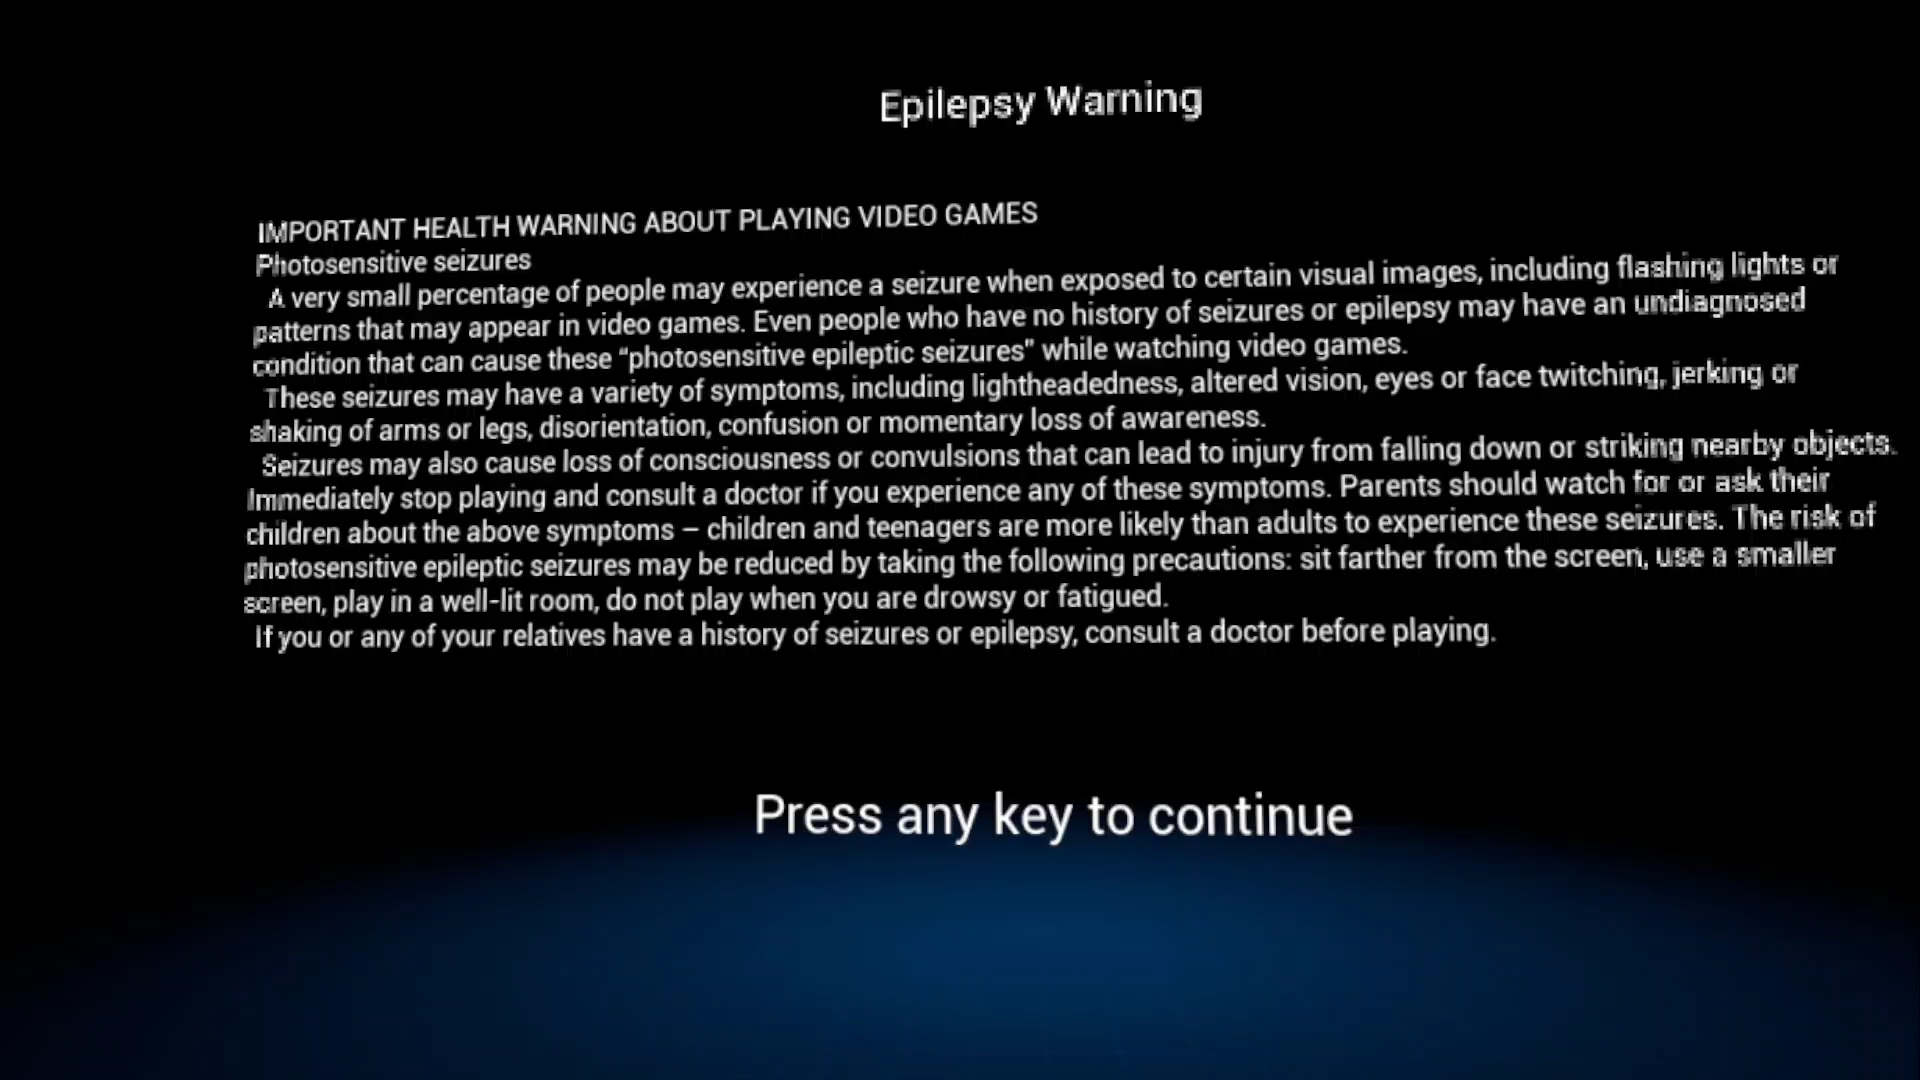 Epilepsy Warning
IMPORTANT HEALTH WARNING ABOUT PLAYING VIDEO GAMES
Photosensitive seizures
A very small percentage of people may experience a seizure when exposed to certain visual images, including flashing lights or
patterns that may appear in video games. Even people who have no history of seizures or epilepsy may have an undiagnosed
condition that can cause these “photosensitive epileptic seizures” while watching video games.
These seizures may have a variety of symptoms, including lightheadedness, altered vision, eyes or face twitching, jerking or
shaking of arms or legs, disorientation, confusion or momentary loss of awareness.
Seizures may also cause loss of consciousness or convulsions that can lead to injury from falling down or striking nearby objects.
Immediately stop playing and consult a doctor if you experience any of these symptoms. Parents should watch for or ask their
children about the above symptoms – children and teenagers are more likely than adults to experience these seizures. The risk of
photosensitive epileptic seizures may be reduced by taking the following precautions: sit farther from the screen, use a smaller
screen, play in a well-lit room, do not play when you are drowsy or fatigued.
If you or any of your relatives have a history of seizures or epilepsy, consult a doctor before playing.
Press any key to continue